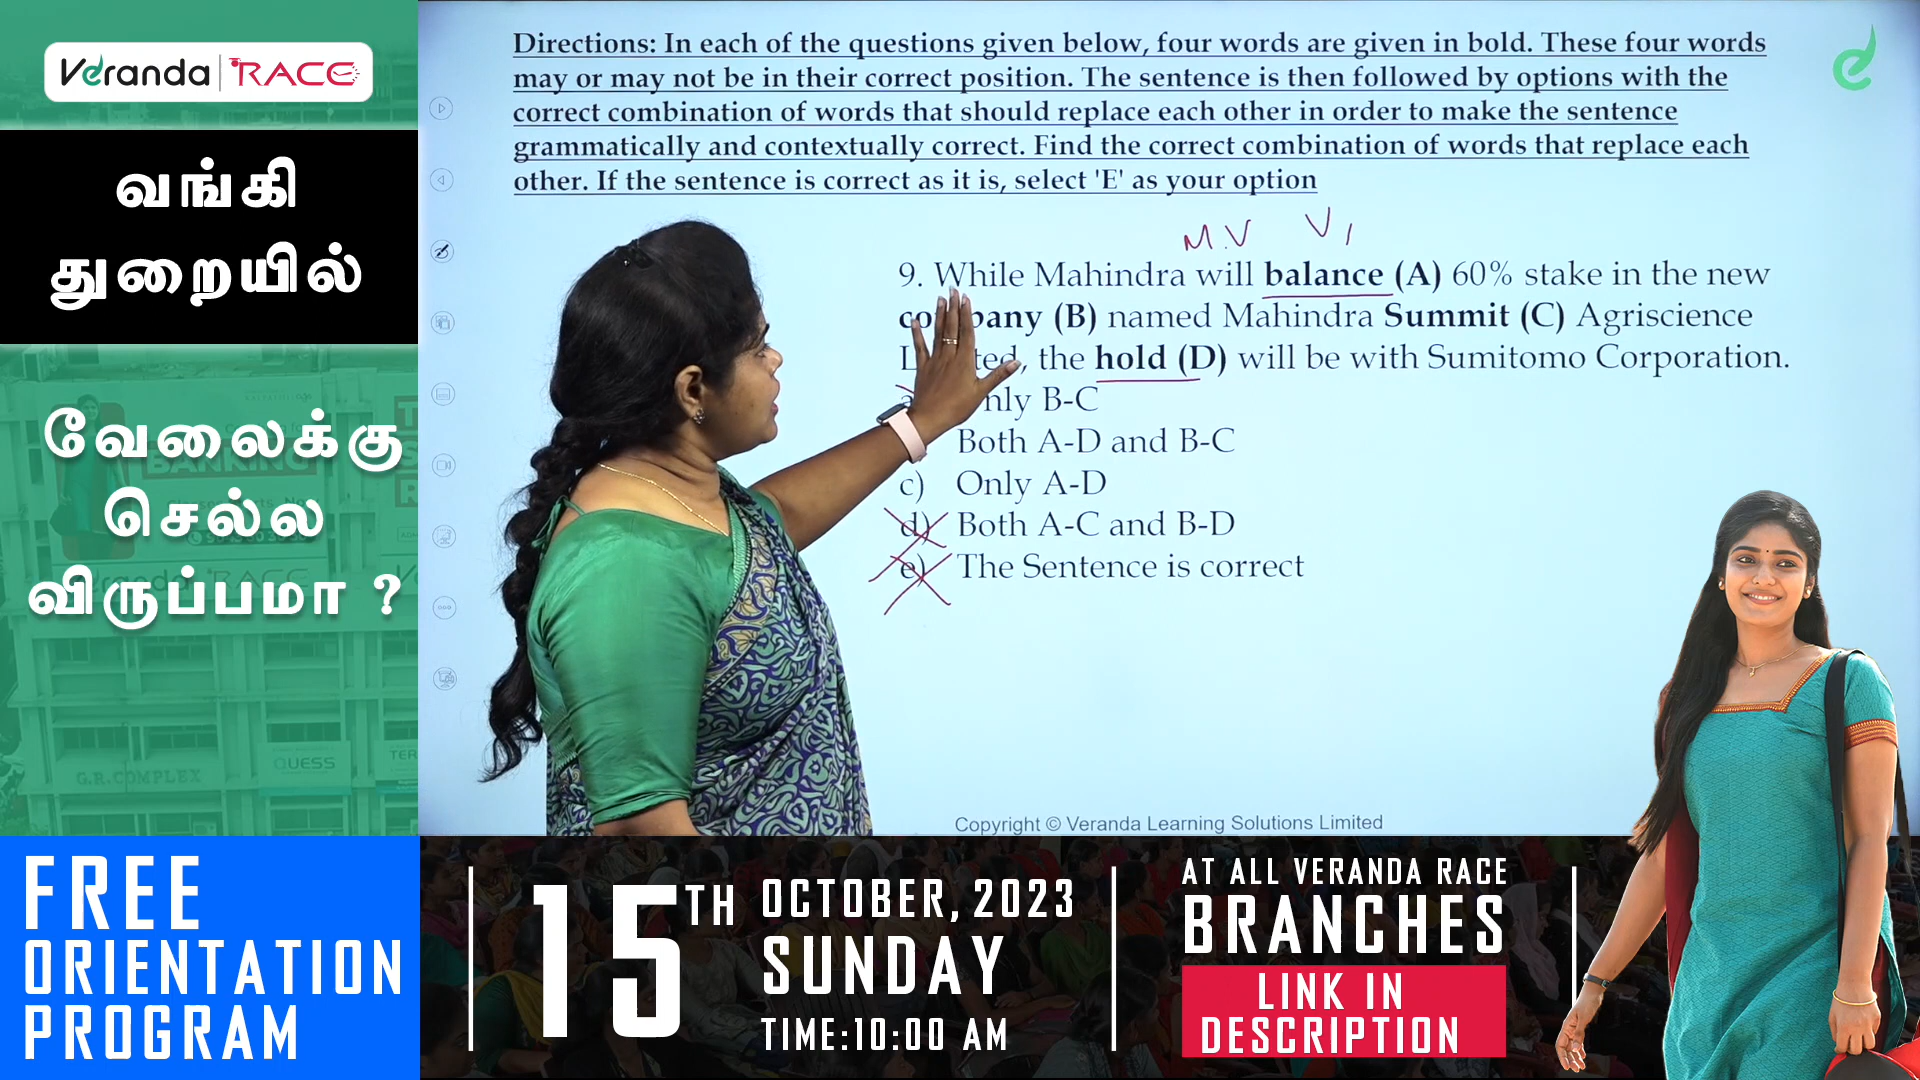 Veranda RACE
வங்கி
துறையில்
வேலைக்கு
செல்ல
விருப்பமா ?
Directions: In each of the questions given below, four words are given in bold. These four words
may or may not be in their correct position. The sentence is then followed by options with the
correct combination of words that should replace each other in order to make the sentence
grammatically and contextually correct. Find the correct combination of words that replace each
other. If the sentence is correct as it is, select 'E' as your option
M.V V1
9. While Mahindra will balance (A) 60% stake in the new
company (B) named Mahindra Summit (C) Agriscience
Limited, the hold (D) will be with Sumitomo Corporation.
Only B-C
Both A-D and B-C
c) Only A-D
d) Both A-C and B-D
e) The Sentence is correct
Copyright © Veranda Learning Solutions Limited
G.R.COMPLEX
QUESS
BANKING
FREE
ORIENTATION
PROGRAM
15TH
OCTOBER, 2023
SUNDAY
TIME:10:00 AM
AT ALL VERANDA RACE
BRANCHES
LINK IN
DESCRIPTION